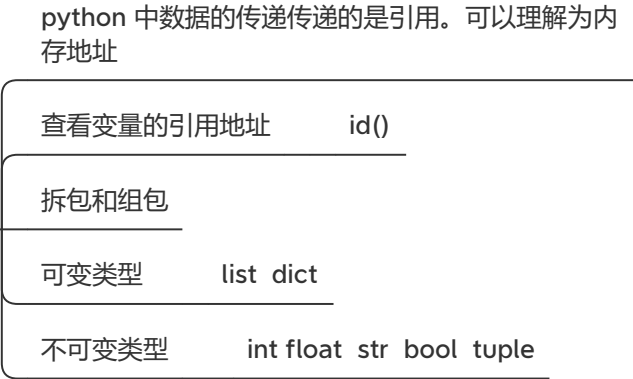 python 中数据的传递传递的是引用。可以理解为内
存地址
查看变量的引用地址 id()
拆包和组包
可变类型 list dict
不可变类型 int float str bool tuple